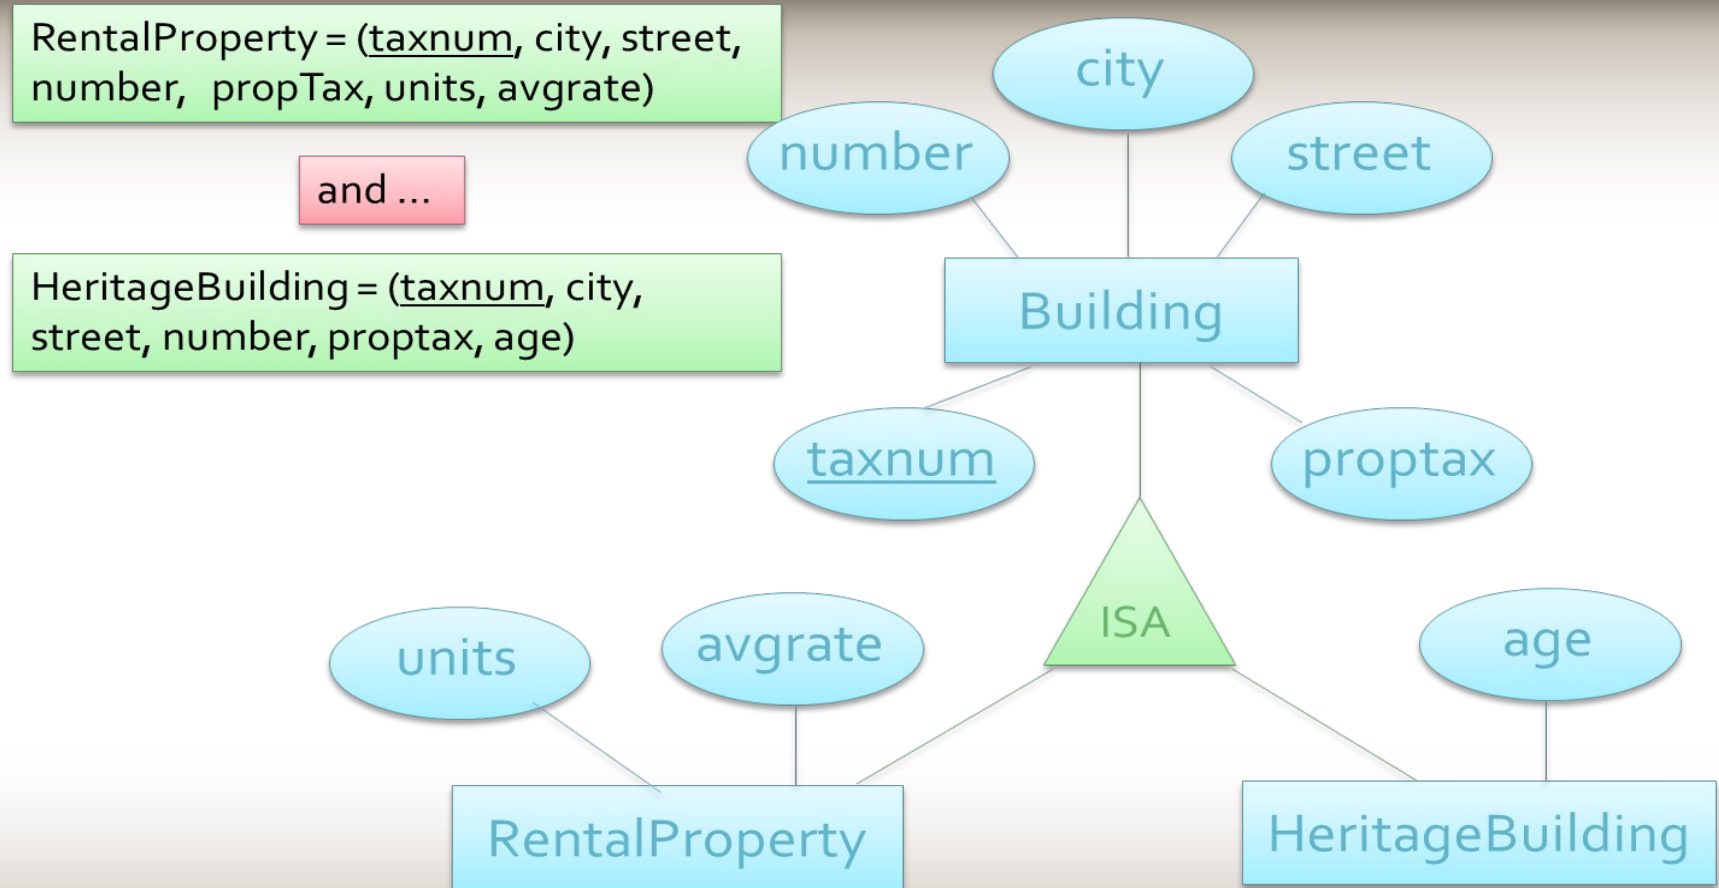 RentalProperty = (taxnum, city, street,
number, propTax, units, avgrate)
and ...
HeritageBuilding = (taxnum, city,
street, number, proptax, age)
city
number
street
Building
taxnum
proptax
ISA
units
avgrate
age
RentalProperty
HeritageBuilding